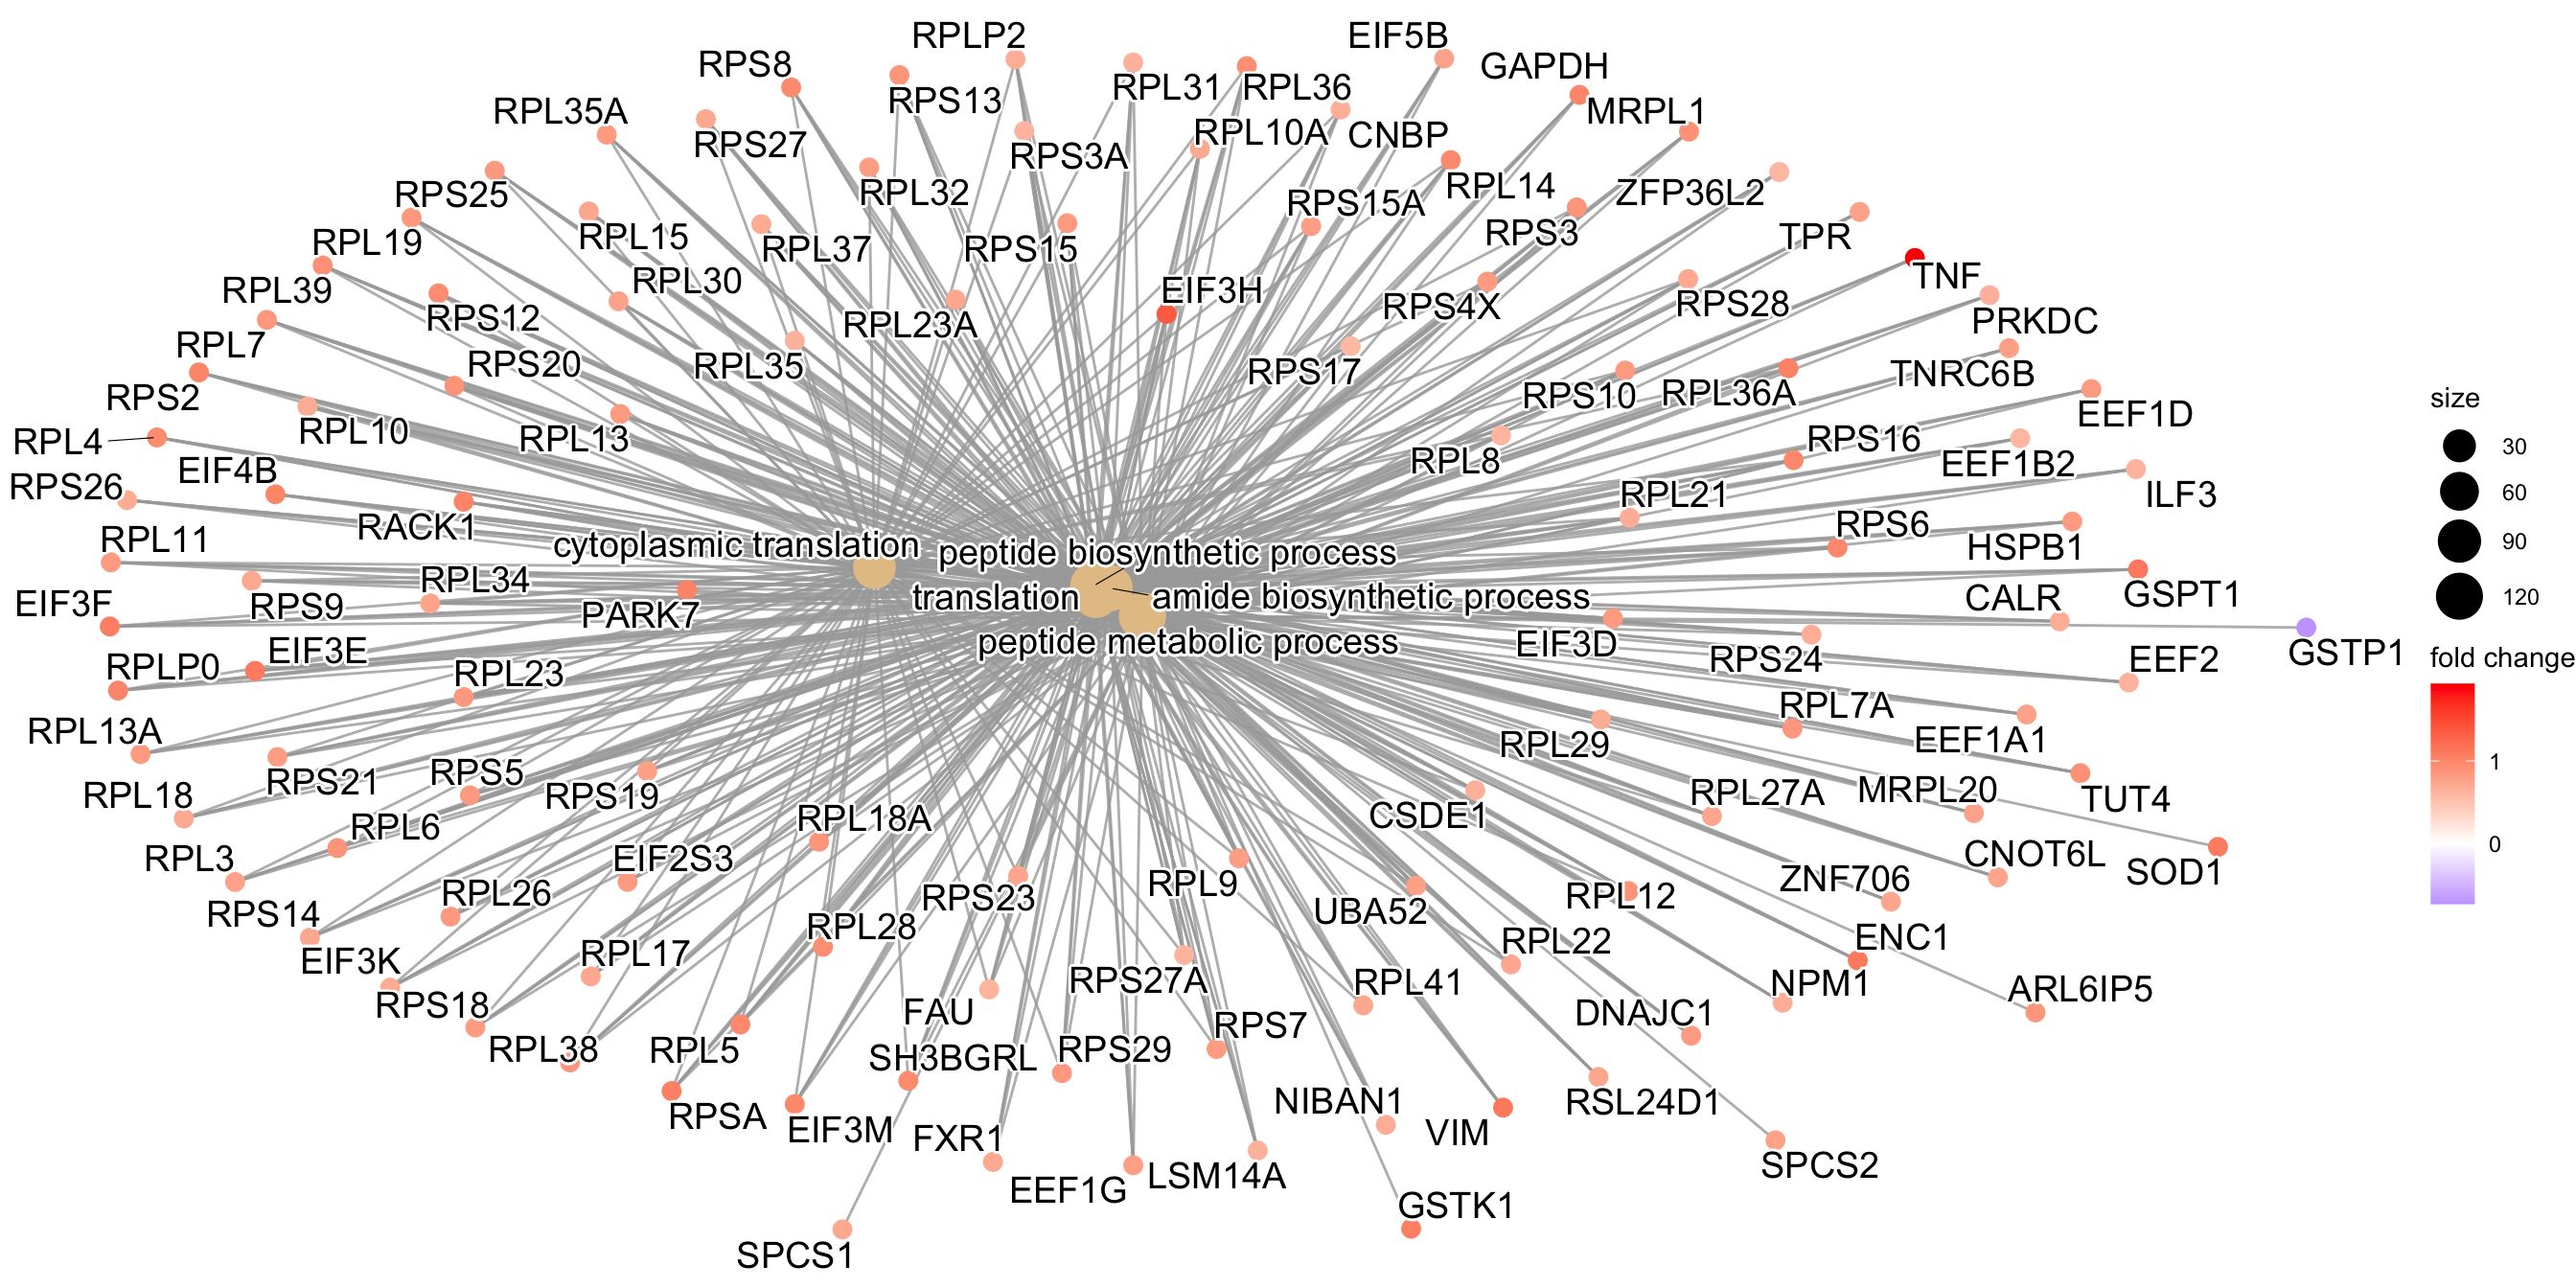 RPLP2
EIF5B
RPS8
GAPDH
RPL31
RPL36
RPS13
RPL35A
MRPL1
RPL10A
CNBP
RPS27
RPS3A
RPL14
RPS25
RPL32
ZFP36L2
RPS15A
RPL19
RPL15
RPL37
RPS15
RPS3
TPR
RPL30
TNF
RPL39
EIF3H
RPS12
RPL23A
RPS4X
RPS28
PRKDC
RPL7
RPS20
RPL35
RPS17
TNRC6B
RPS2
RPS10
RPL36A
EEF1D
size
RPL4
RPL10
RPL13
RPS16
30
RPS26
EIF4B
RPL8
EEF1B2
60
RPL21
ILF3
RPL11
RACK1
RPS6
90
cytoplasmic translation
peptide biosynthetic process
HSPB1
RPL34
EIF3F
RPS9
PARK7
translation
amide biosynthetic process
CALR
GSPT1
120
EIF3E
peptide metabolic process
EIF3D
RPS24
EEF2
GSTP1
fold change
RPLP0
RPL23
RPL13A
RPL7A
RPL29
EEF1A1
1
RPL18
RPS21
RPS5
RPS19
CSDE1
RPL27A
MRPL20
TUT4
RPL18A
RPL6
0
RPL3
EIF2S3
CNOT6L
SOD1
RPL26
RPS23
RPL9
RPL12
ZNF706
RPS14
RPL28
UBA52
EIF3K
RPL17
RPL22
ENC1
RPS27A
RPL41
NPM1
ARL6IP5
RPS18
FAU
RPS7
DNAJC1
RPL38
RPL5
SH3BGRL
RPS29
NIBAN1
RSL24D1
RPSA
EIF3M
FXR1
VIM
EEF1G
LSM14A
SPCS2
GSTK1
SPCS1